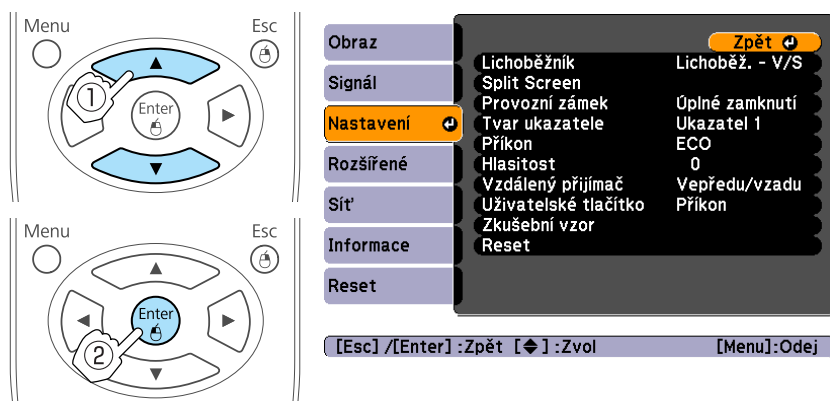 Menu
Esc
Enter
1
Menu
Esc
Enter
2
Obraz
Signál
Nastavení
Rozšířené
Síť
Informace
Reset
Zpět
Lichoběžník Lichoběž. - V/S
Split Screen
Provozní zámek Úplné zamknutí
Tvar ukazatele Ukazatel 1
Příkon ECO
Hlasitost 0
Vzdálený přijímač Vepředu/vzadu
Uživatelské tlačítko Příkon
Zkušební vzor
Reset
[Esc] /[Enter] :Zpět [◆] :Zvol [Menu]:Odej